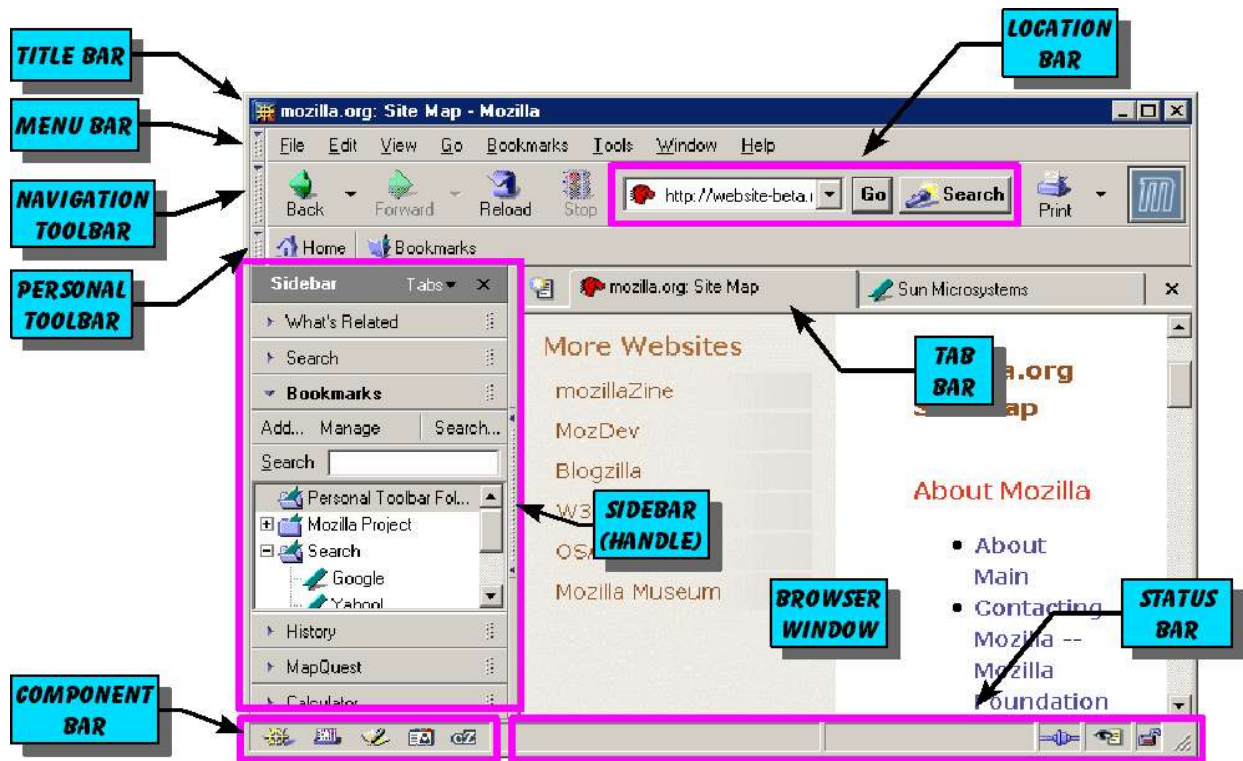 LOCATION
BAR
TITLE BAR
mozilla.org: Site Map - Mozilla
MENU BAR
File Edit View Go Bookmarks Tools Window Help
NAVIGATION
TOOLBAR
Back Forward Reload Stop
Go Search
Print
Home Bookmarks
PERSONAL
TOOLBAR
Sidebar Tabs
What's Related
Search
Bookmarks
Add... Manage Search...
Search
Personal Toolbar Fol...
Mozilla Project
Search
Google
History
MapQuest
Calculator
mozilla.org: Site Map Sun Microsystems
More Websites
mozillaZine
MozDev
Blogzilla
Mozilla Museum
TAB
BAR
SIDEBAR
(HANDLE)
About Mozilla
About
Main
Contacting
Mozilla --
Mozilla
Foundation
BROWSER
WINDOW
STATUS
BAR
COMPONENT
BAR